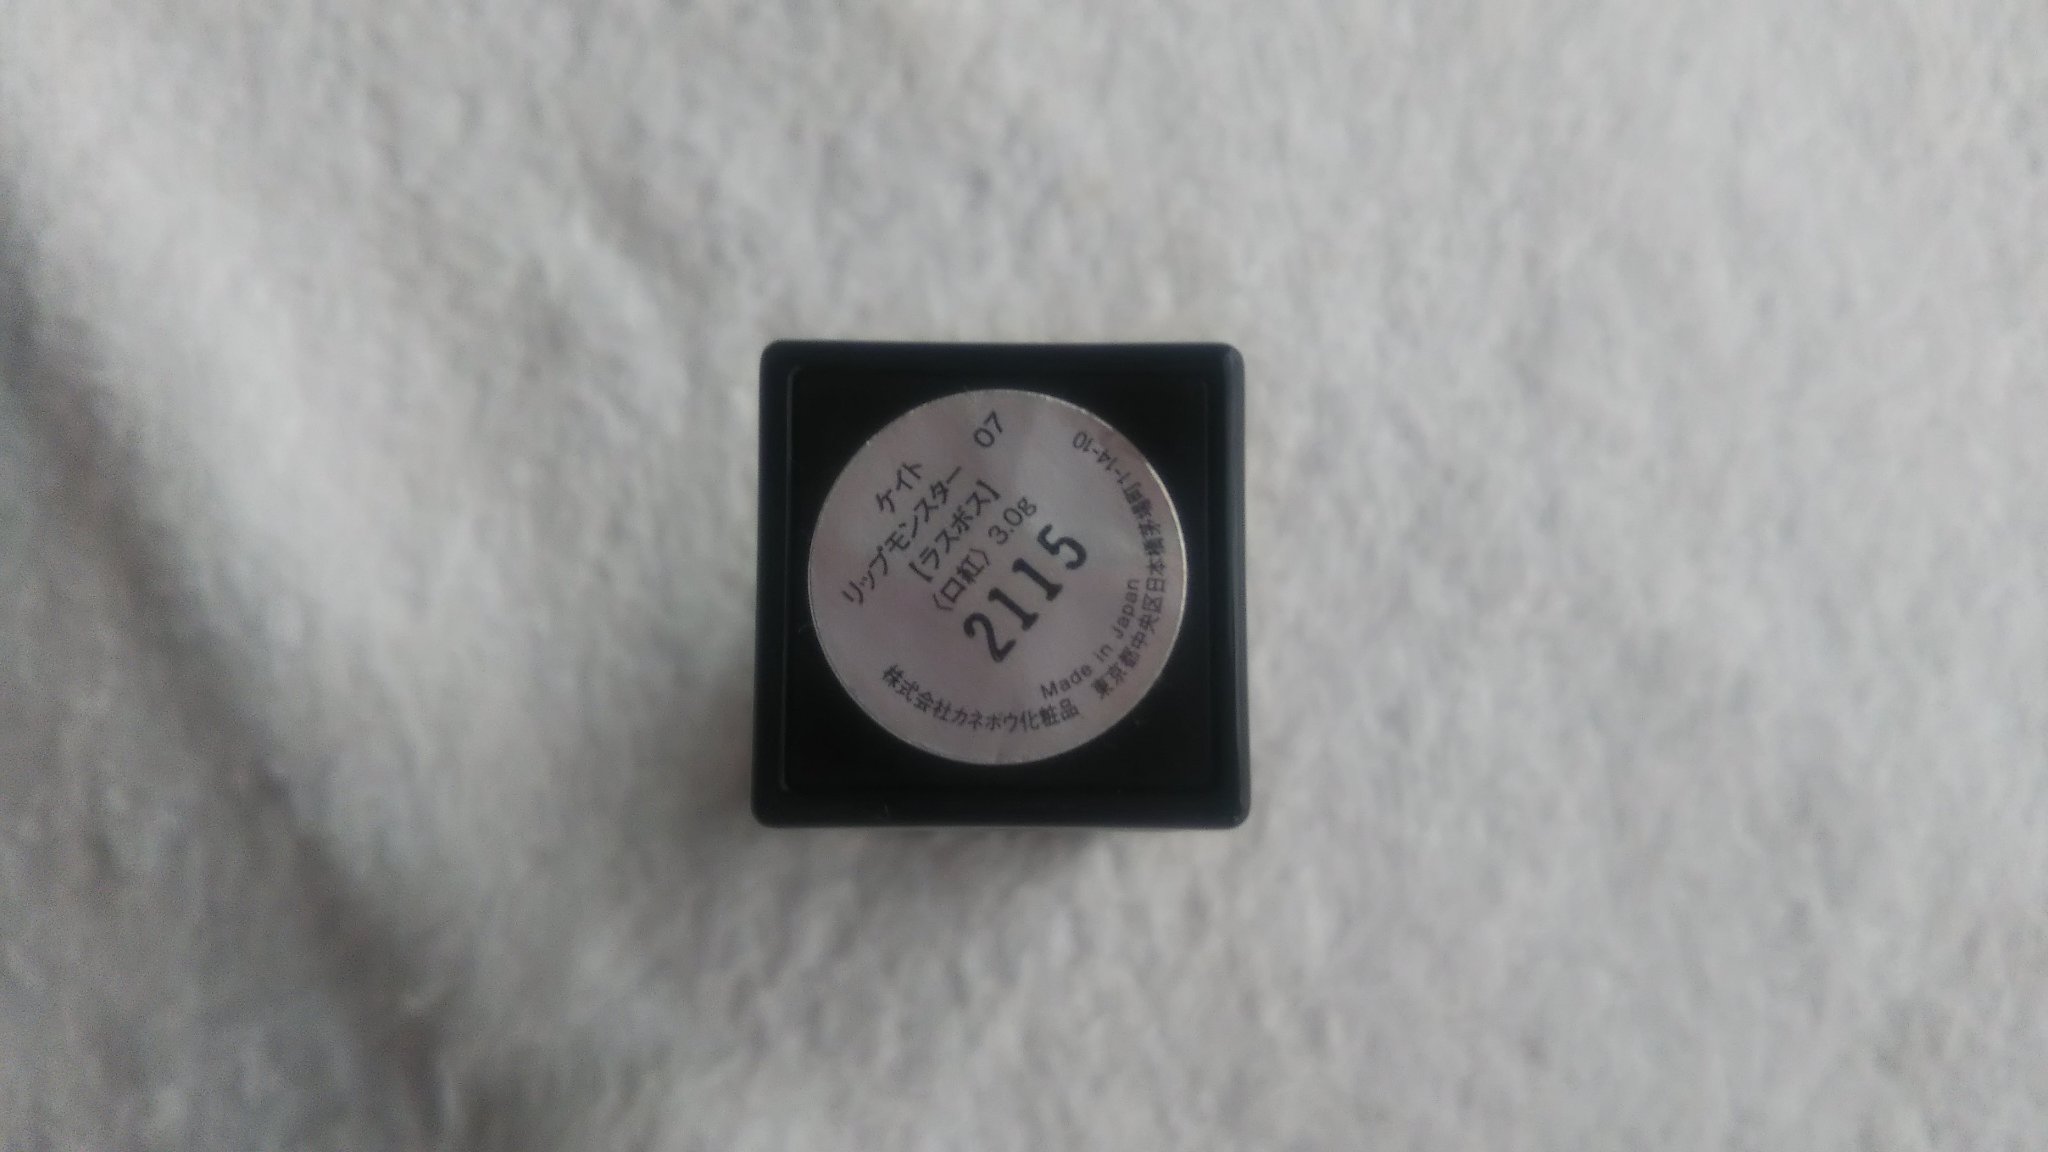 ケイト
リップモンスター 07
【ラスボス】
〈口紅〉 3.0g
2115
Made in Japan
株式会社カネボウ化粧品 東京都中央区日本橋茅場町1-14-10